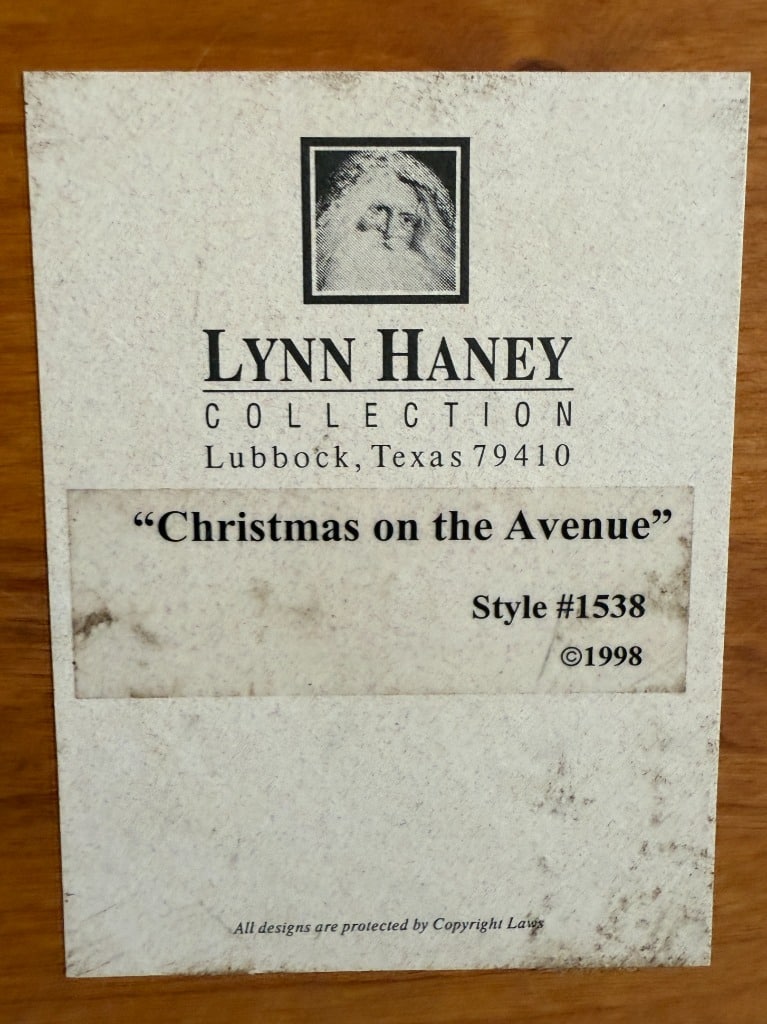 LYNN HANEY
COLLECTION
Lubbock, Texas 79410
“Christmas on the Avenue”
Style #1538
©1998
All designs are protected by Copyright Laws